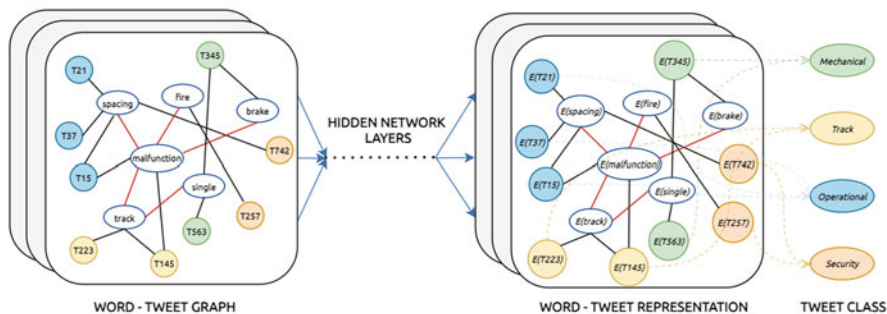 T21
T345
spacing
fire
brake
T37
T742
malfunction
T15
single
T257
track
T563
T223
T145
WORD - TWEET GRAPH
HIDDEN NETWORK
LAYERS
E(T21)
E(T345)
E(spacing)
E(fire)
E(brake)
E(T37)
E(malfunction)
E(T742)
E(T15)
E(single)
E(track)
E(T257)
E(T563)
E(T223)
E(T145)
WORD - TWEET REPRESENTATION
Mechanical
Track
Operational
Security
TWEET CLASS